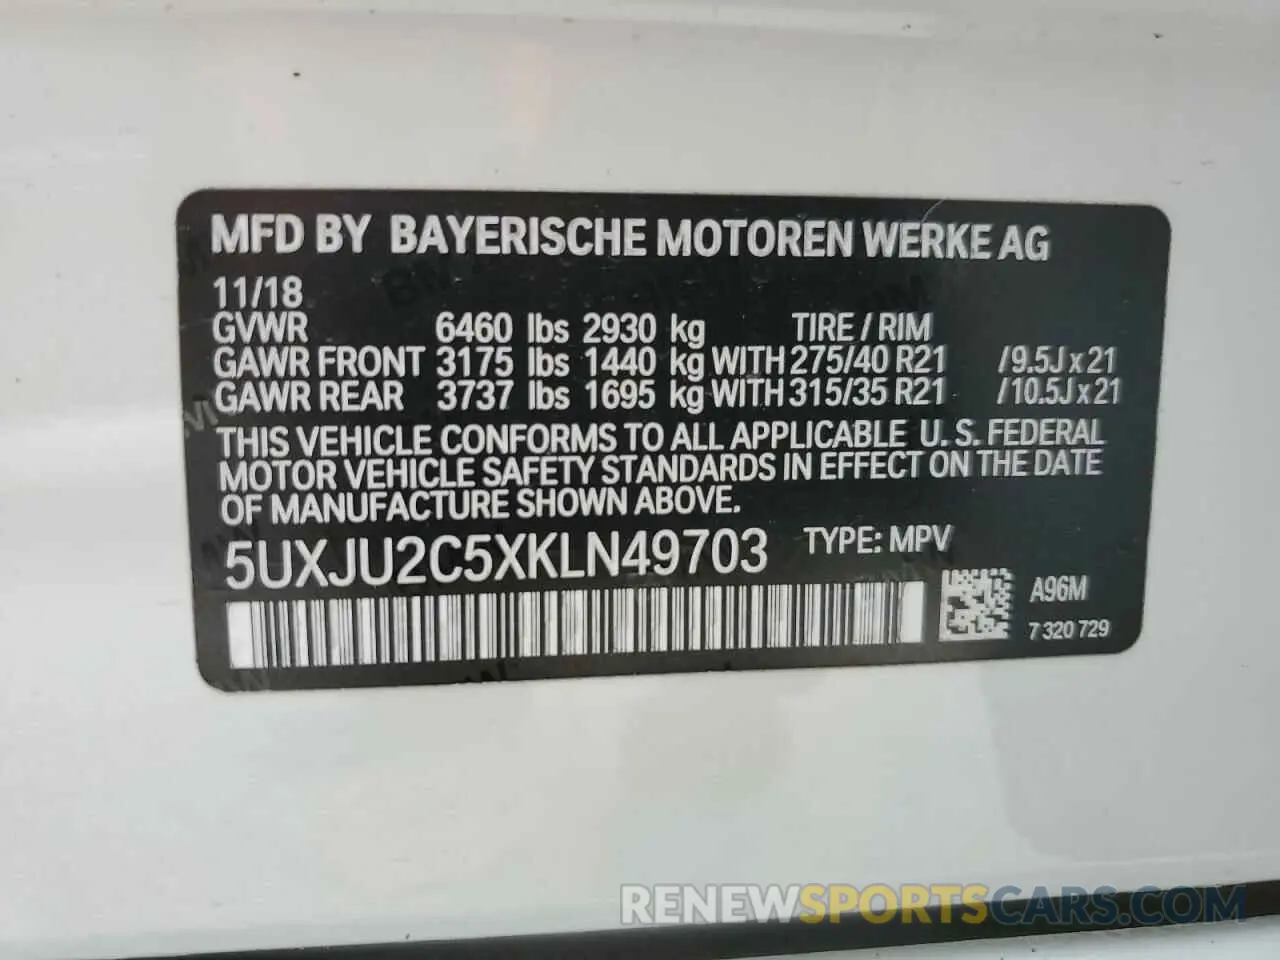 MFD BY BAYERISCHE MOTOREN WERKE AG
11/18
GVWR 6460 lbs 2930 kg TIRE / RIM
GAWR FRONT 3175 lbs 1440 kg WITH 275/40 R21 /9.5J x 21
GAWR REAR 3737 lbs 1695 kg WITH 315/35 R21 /10.5J x 21
THIS VEHICLE CONFORMS TO ALL APPLICABLE U. S. FEDERAL
MOTOR VEHICLE SAFETY STANDARDS IN EFFECT ON THE DATE
OF MANUFACTURE SHOWN ABOVE.
5UXJU2C5XKLN49703 TYPE: MPV
A96M
7 320 729
RENEWSPORTSCARS.COM